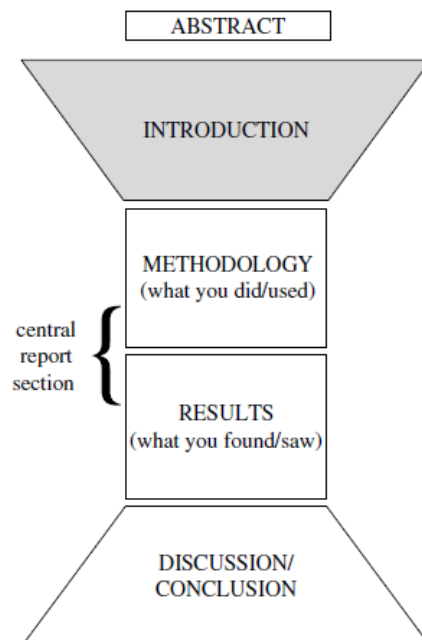 ABSTRACT
INTRODUCTION
METHODOLOGY
(what you did/used)
central
report
section
RESULTS
(what you found/saw)
DISCUSSION/
CONCLUSION